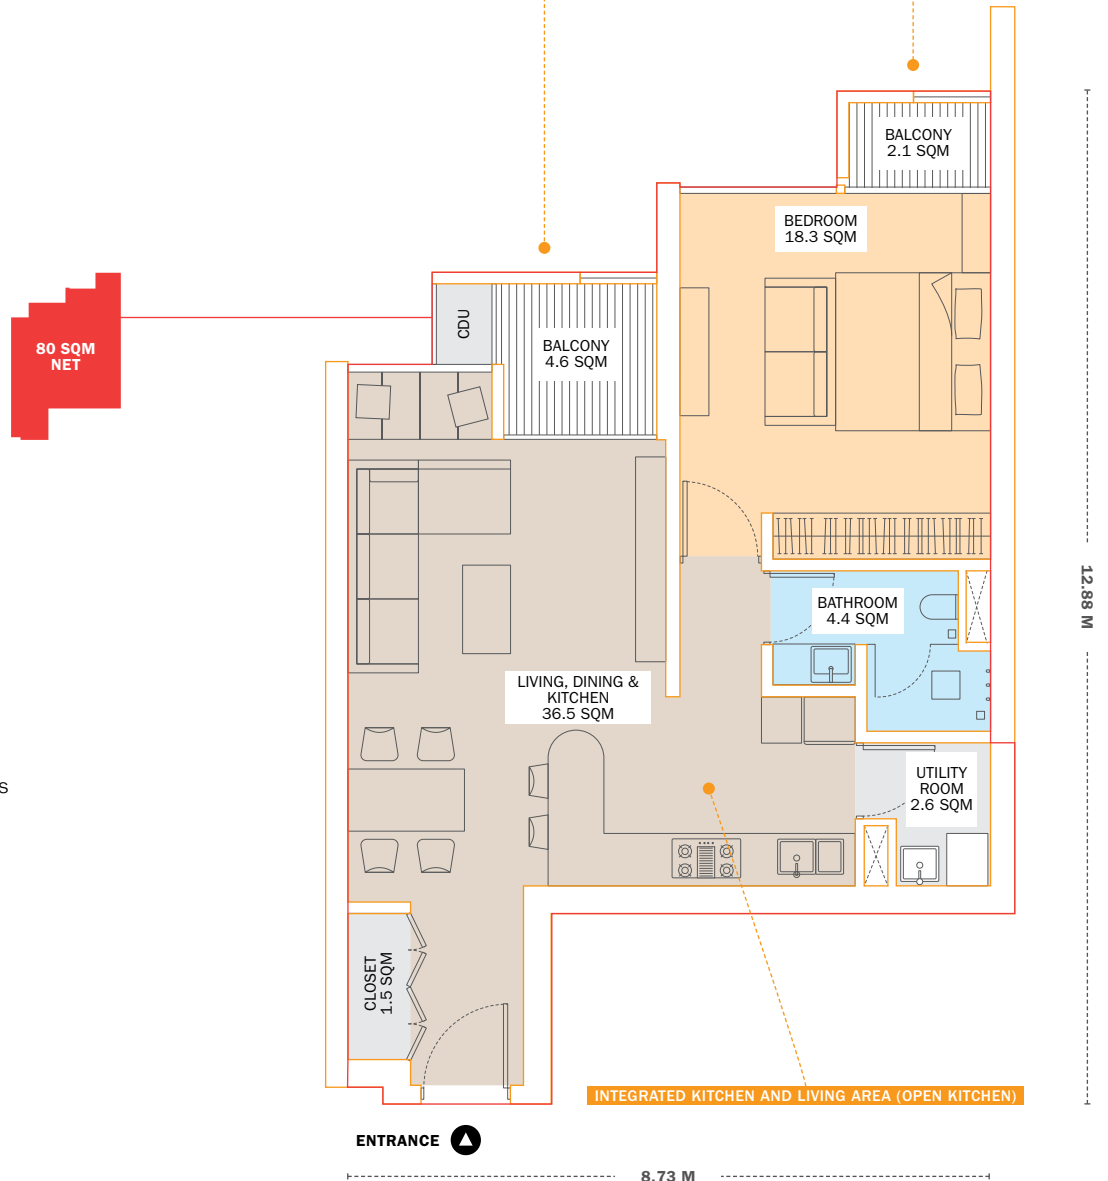 BALCONY
2.1 SQM
BEDROOM
18.3 SQM
CDU
BALCONY
4.6 SQM
80 SQM
NET
12.88 M
BATHROOM
4.4 SQM
LIVING, DINING &
KITCHEN
36.5 SQM
UTILITY
ROOM
2.6 SQM
S
CLOSET
1.5 SQM
INTEGRATED KITCHEN AND LIVING AREA (OPEN KITCHEN)
ENTRANCE
8.73 M